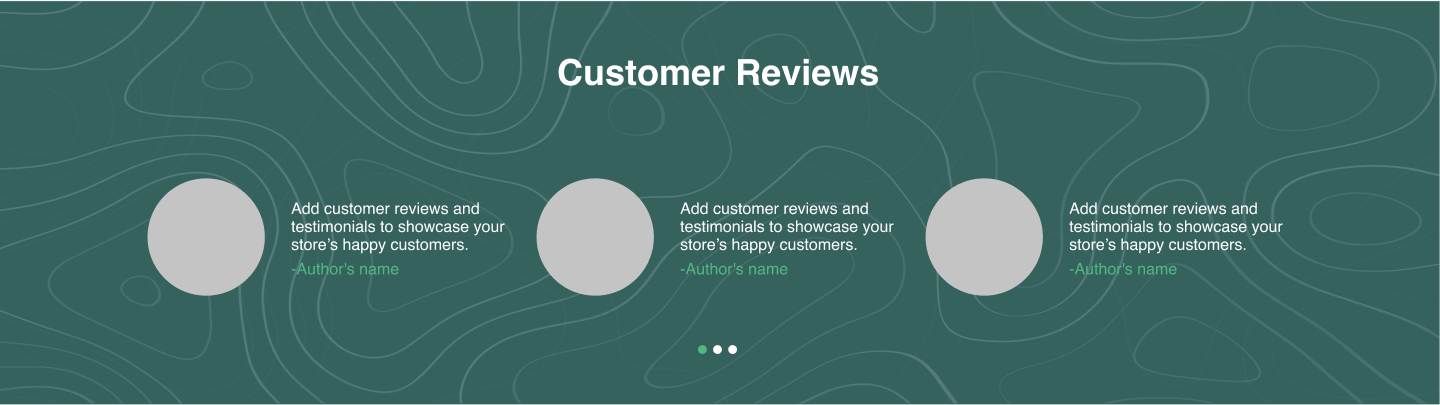 Customer Reviews
Add customer reviews and
testimonials to showcase your
store’s happy customers.
-Author's name
Add customer reviews and
testimonials to showcase your
store’s happy customers.
-Author's name
Add customer reviews and
testimonials to showcase your
store’s happy customers.
-Author's name